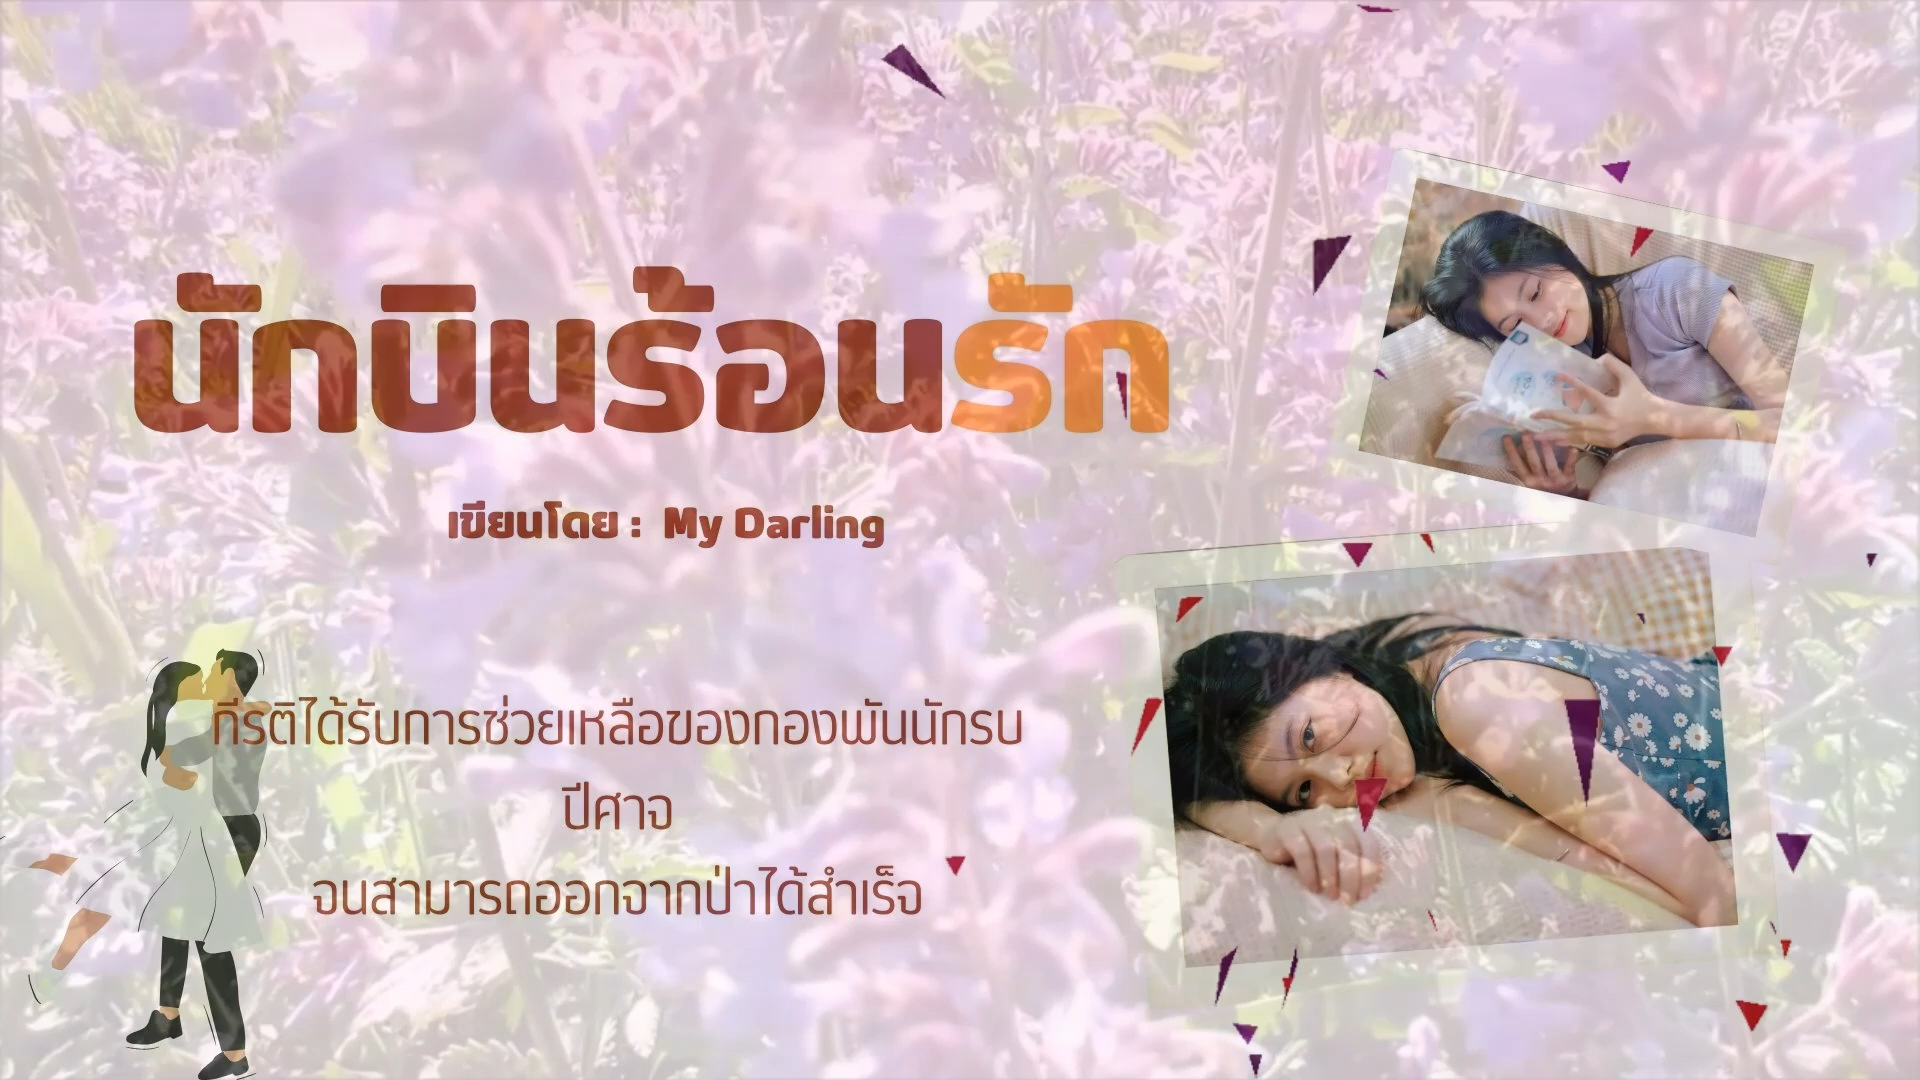 นักบินร้อนรัก
เขียนโดย : My Darling
กีรติได้รับการช่วยเหลือของกองพันนักรบ
ปีศาจ
จนสามารถออกจากป่าได้สำเร็จ